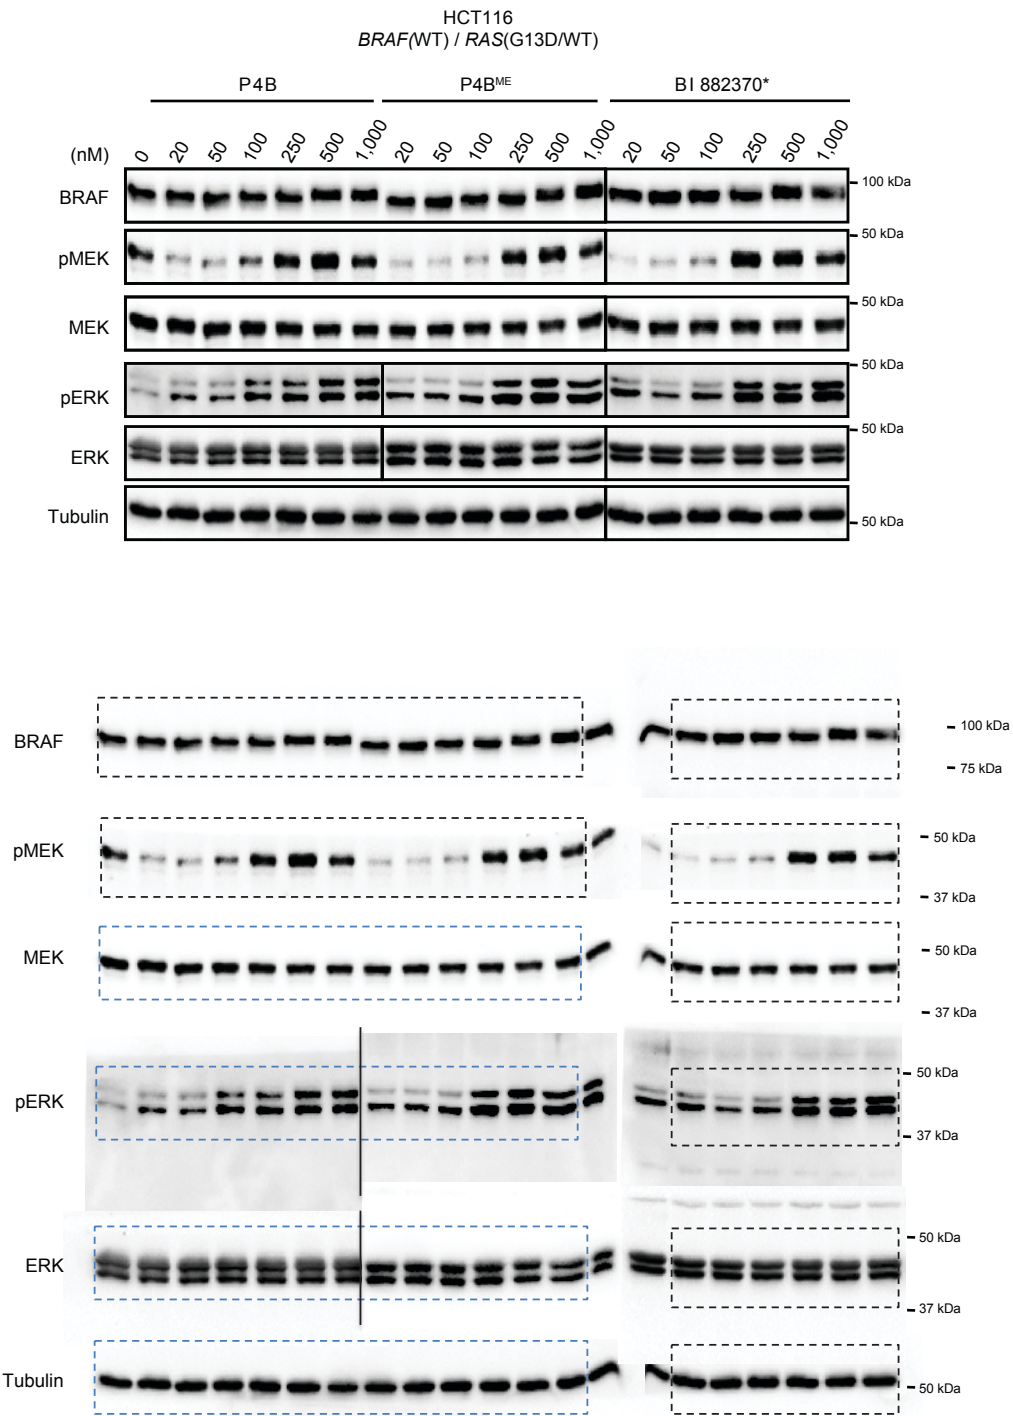 HCT116
BRAF(WT) / RAS(G13D/WT)
P4B P4B^ME BI 882370*
(nM) 0 20 50 100 250 500 1,000 20 50 100 250 500 1,000 20 50 100 250 500 1,000
BRAF 100 kDa
pMEK 50 kDa
MEK 50 kDa
pERK 50 kDa
ERK 50 kDa
Tubulin 50 kDa
BRAF 100 kDa
75 kDa
pMEK 50 kDa
37 kDa
MEK 50 kDa
37 kDa
pERK 50 kDa
37 kDa
ERK 50 kDa
37 kDa
Tubulin 50 kDa